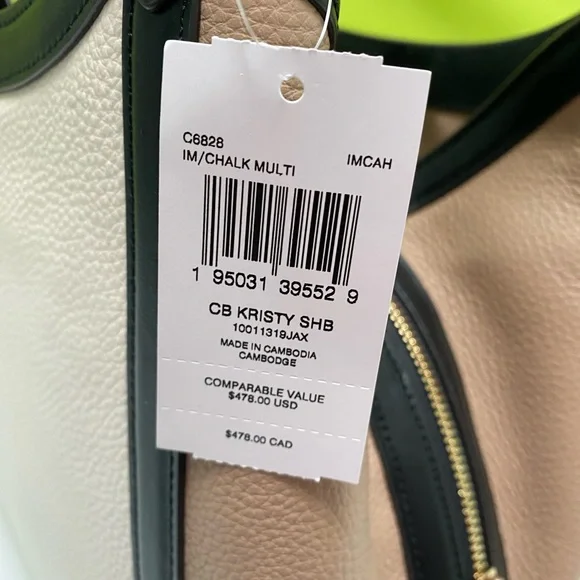 C6828
IM/CHALK MULTI IMCAH
1 95031 39552 9
CB KRISTY SHB
10011319JAX
MADE IN CAMBODIA
CAMBODGE
COMPARABLE VALUE
$478.00 USD
$478.00 CAD